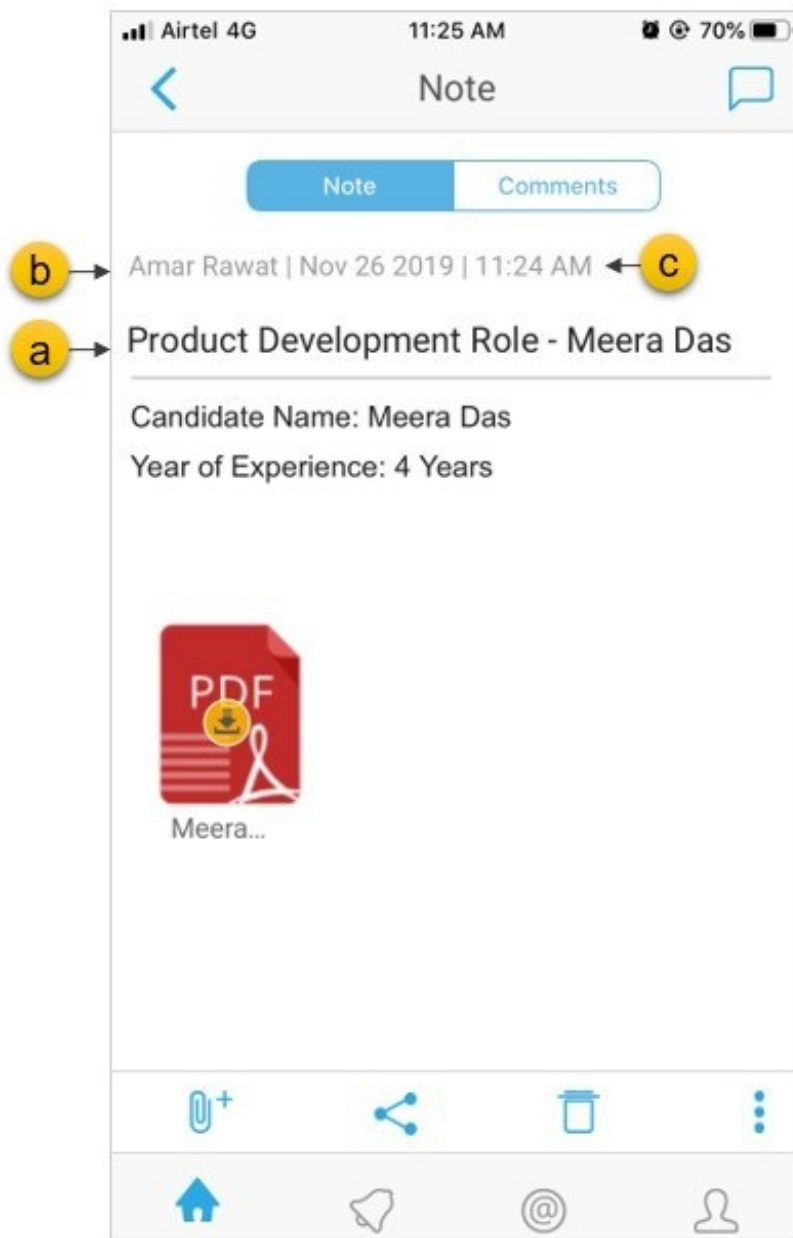 Airtel 4G 11:25 AM 70%
Note
Note Comments
b Amar Rawat | Nov 26 2019 | 11:24 AM c
a Product Development Role - Meera Das
Candidate Name: Meera Das
Year of Experience: 4 Years
PDF
Meera...
@